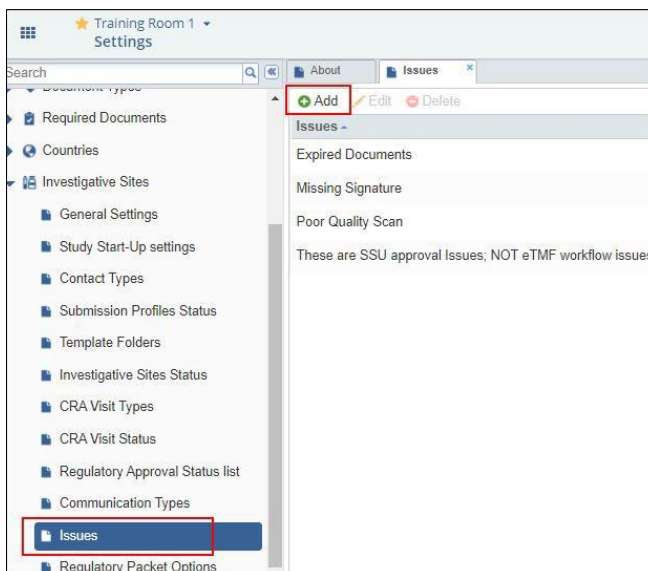 Training Room 1
Settings
Search
Document Types
Required Documents
Countries
Investigative Sites
General Settings
Study Start-Up settings
Contact Types
Submission Profiles Status
Template Folders
Investigative Sites Status
CRA Visit Types
CRA Visit Status
Regulatory Approval Status list
Communication Types
Issues
Regulatory Packet Options
About
Issues
Add
Edit
Delete
Issues
Expired Documents
Missing Signature
Poor Quality Scan
These are SSU approval Issues; NOT eTMF workflow issues